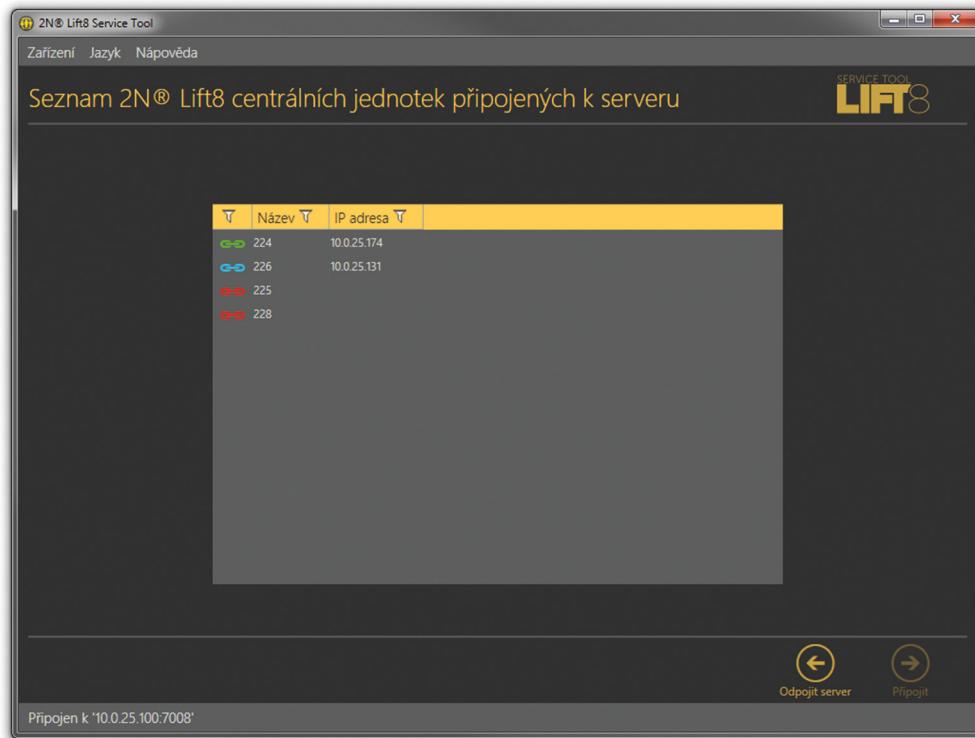 2N® Lift8 Service Tool
Zařízení Jazyk Nápověda
Seznam 2N® Lift8 centrálních jednotek připojených k serveru
SERVICE TOOL
LIFT8
Název IP adresa
224 10.0.25.174
226 10.0.25.131
225
228
Odpojit server Připojit
Připojen k '10.0.25.100:7008'